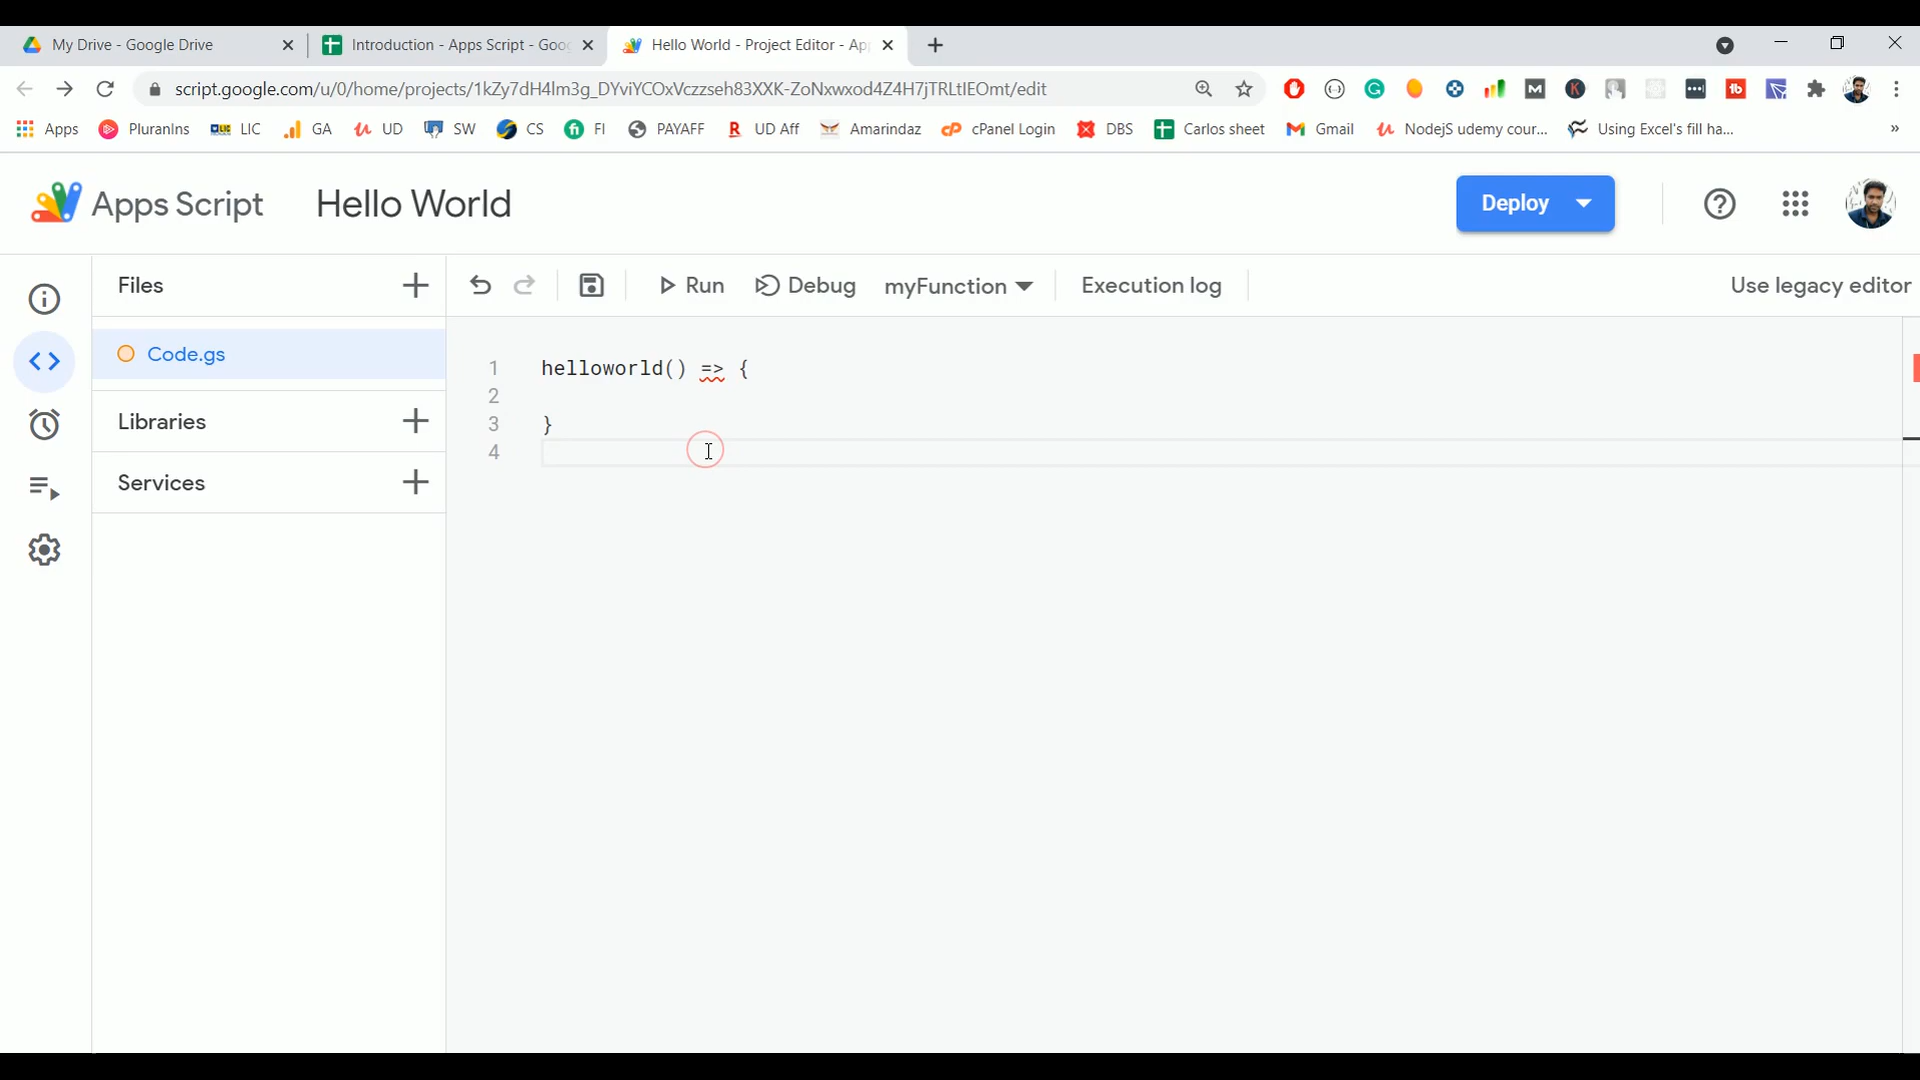 My Drive - Google Drive
Introduction - Apps Script - Goo
Hello World - Project Editor - Ap
script.google.com/u/0/home/projects/1kZy7dH4lm3g_DYviYCOxVczzseh83XXK-ZoNxwxod4Z4H7jTRLtlEOmt/edit
Apps PluranIns LIC GA UD SW CS FI PAYAFF UD Aff Amarindaz cPanel Login DBS Carlos sheet Gmail NodejS udemy cour... Using Excel's fill ha... »
Apps Script Hello World Deploy
Files Run Debug myFunction Execution log Use legacy editor
Code.gs
Libraries
Services
1 helloworld() => {
2
3 }
4